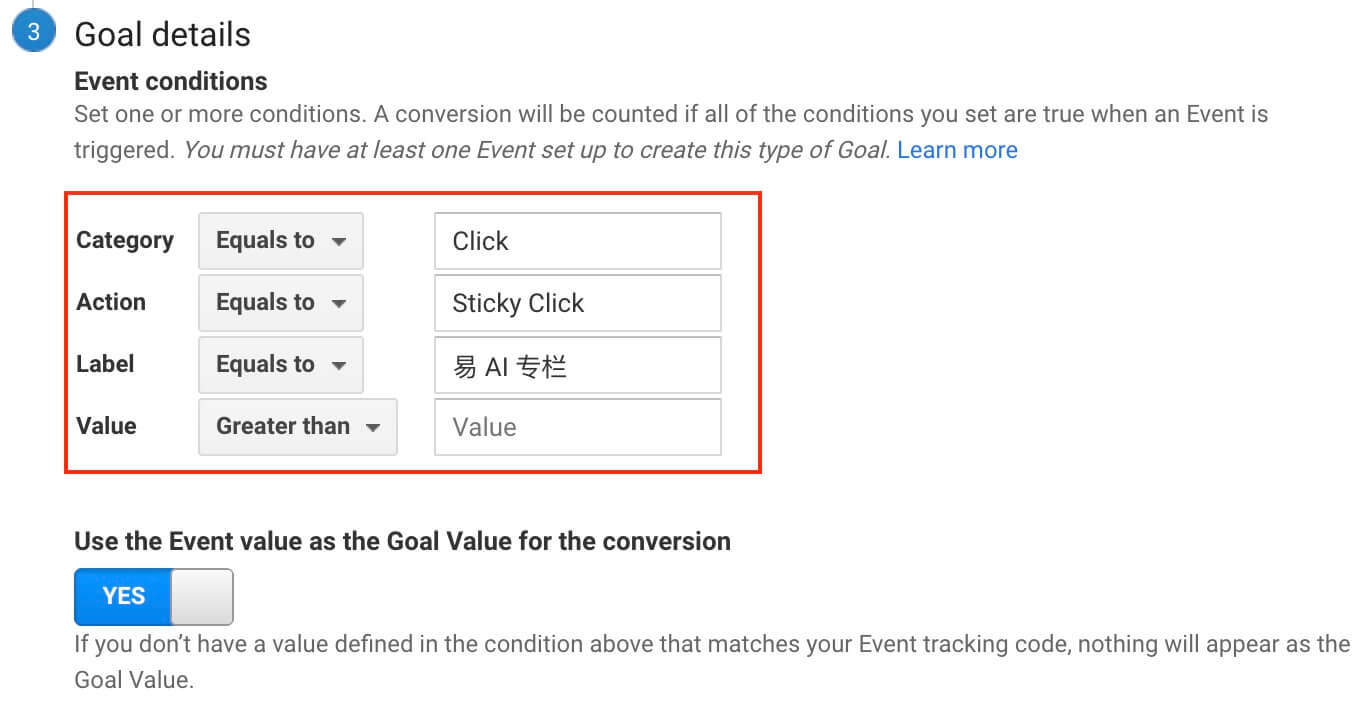 3 Goal details
Event conditions
Set one or more conditions. A conversion will be counted if all of the conditions you set are true when an Event is
triggered. You must have at least one Event set up to create this type of Goal. Learn more
Category Equals to Click
Action Equals to Sticky Click
Label Equals to 易 AI 专栏
Value Greater than Value
Use the Event value as the Goal Value for the conversion
YES
If you don’t have a value defined in the condition above that matches your Event tracking code, nothing will appear as the
Goal Value.